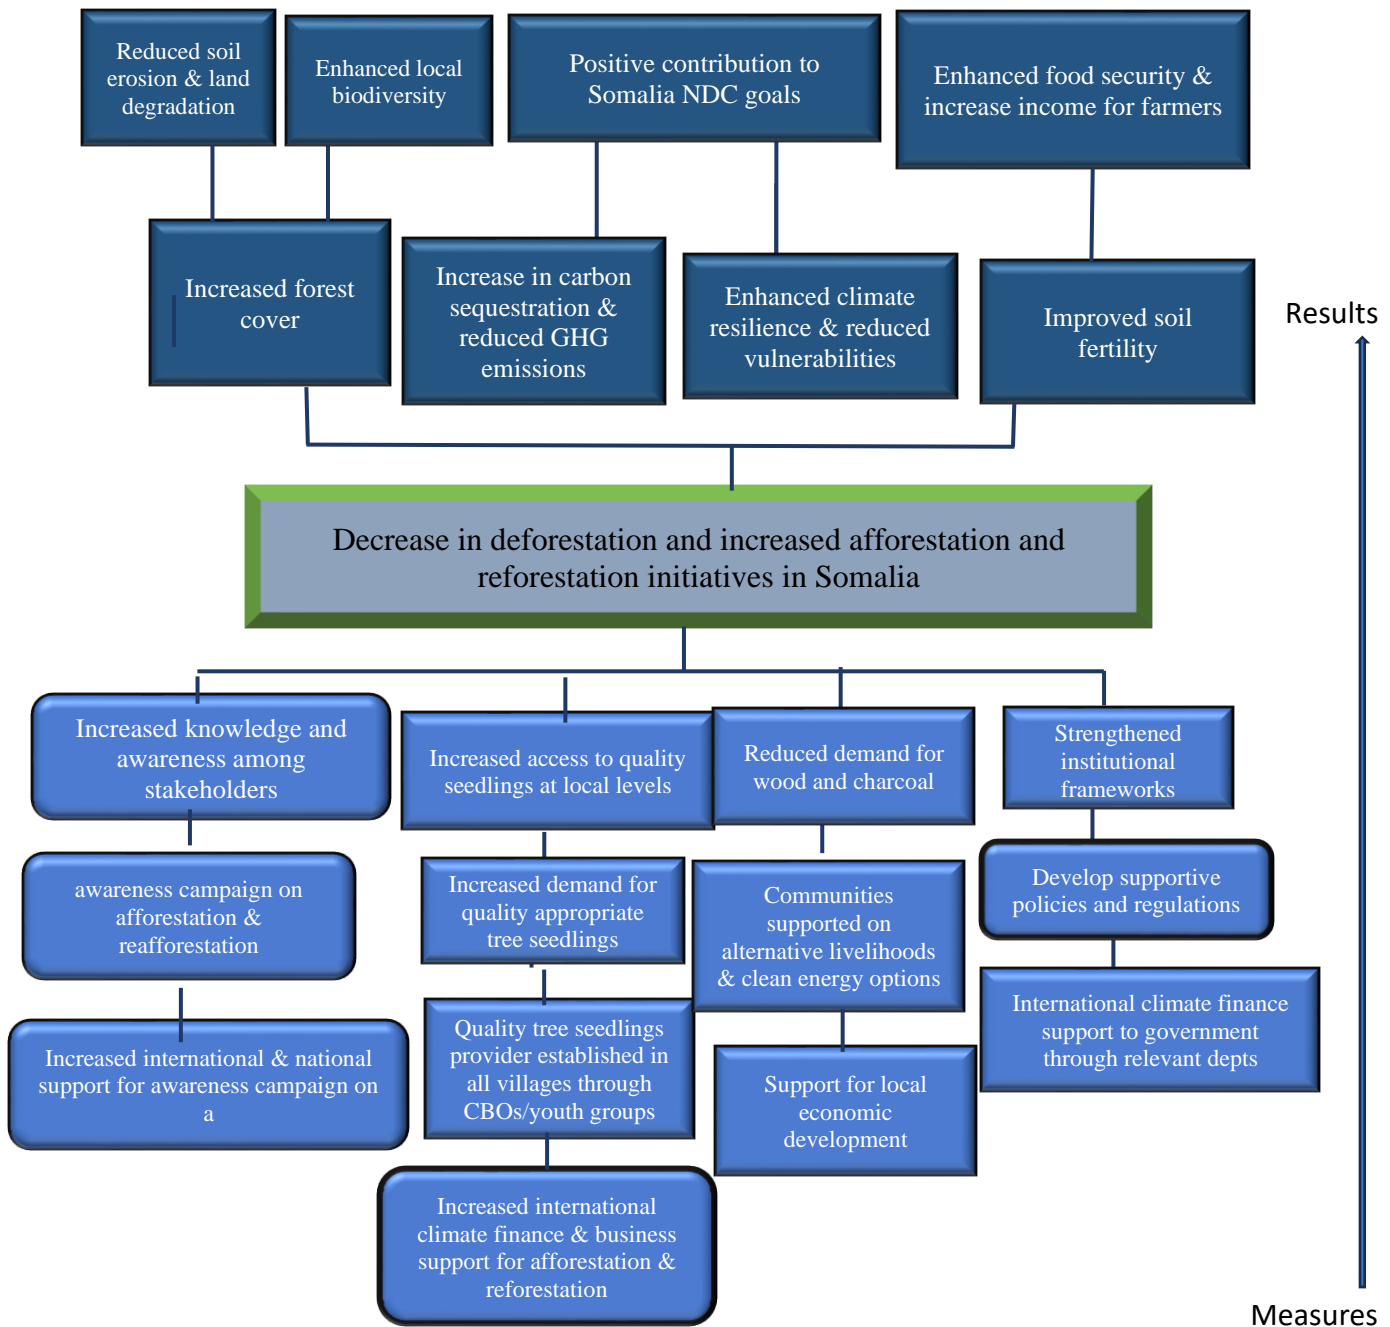 Reduced soil
erosion & land
degradation
Enhanced local
biodiversity
Positive contribution to
Somalia NDC goals
Enhanced food security &
increase income for farmers
Increased forest
cover
Increase in carbon
sequestration &
reduced GHG
emissions
Enhanced climate
resilience & reduced
vulnerabilities
Improved soil
fertility
Results
Decrease in deforestation and increased afforestation and
reforestation initiatives in Somalia
Increased knowledge and
awareness among
stakeholders
Increased access to quality
seedlings at local levels
Reduced demand for
wood and charcoal
Strengthened
institutional
frameworks
awareness campaign on
afforestation &
reafforestation
Increased demand for
quality appropriate
tree seedlings
Communities
supported on
alternative livelihoods
& clean energy options
Develop supportive
policies and regulations
Increased international & national
support for awareness campaign on
a
Quality tree seedlings
provider established in
all villages through
CBOs/youth groups
Support for local
economic
development
International climate finance
support to government
through relevant depts
Increased international
climate finance & business
support for afforestation &
reforestation
Measures